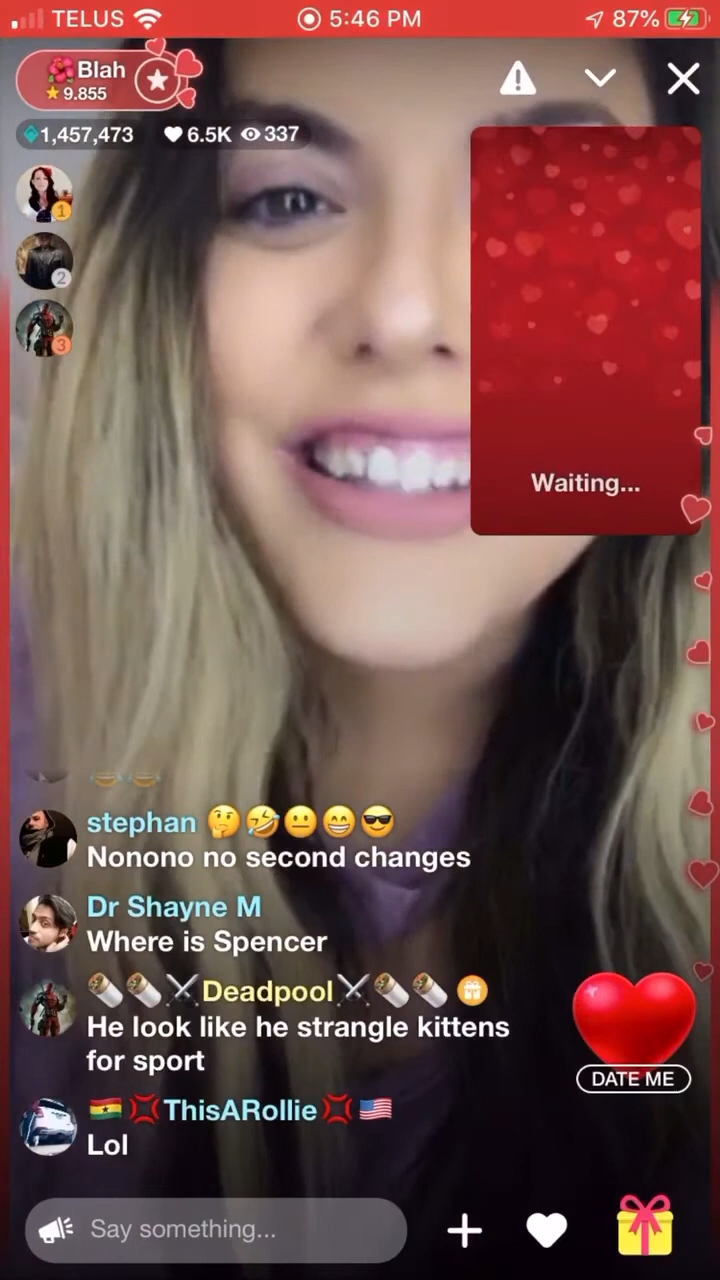 TELUS 5:46 PM 87%
Blah
9.855
1,457,473 6.5K 337
1
2
3
Waiting...
stephan 🤔🤣😐😁😎
Nonono no second changes
Dr Shayne M
Where is Spencer
🌯🌯⚔Deadpool⚔🌯🌯
He look like he strangle kittens
for sport
DATE ME
🇬🇭💢ThisARollie💢🇺🇸
Lol
Say something...